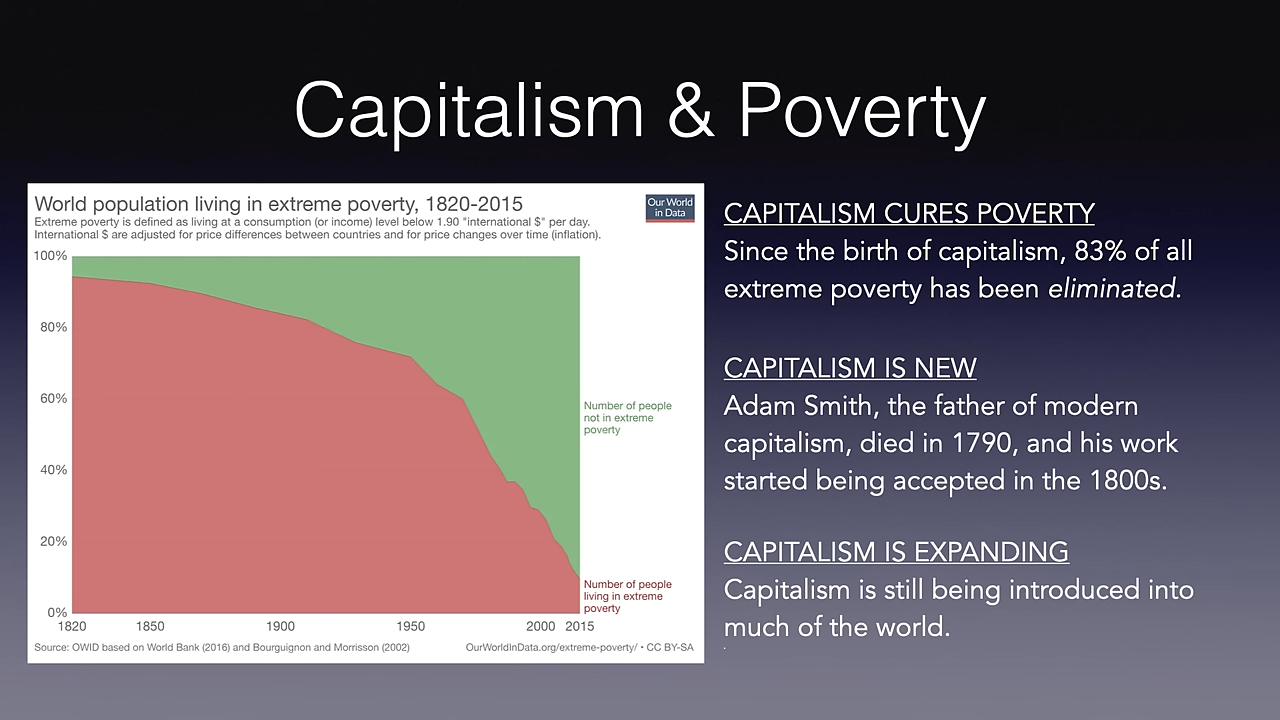 Capitalism & Poverty
World population living in extreme poverty, 1820-2015
Extreme poverty is defined as living at a consumption (or income) level below 1.90 "international $" per day.
International $ are adjusted for price differences between countries and for price changes over time (inflation).
Our World
in Data
100%
80%
60%
40%
20%
0%
1820
1850
1900
1950
2000
2015
Number of people
not in extreme
poverty
Number of people
living in extreme
poverty
Source: OWID based on World Bank (2016) and Bourguignon and Morrisson (2002)
OurWorldInData.org/extreme-poverty/ • CC BY-SA
CAPITALISM CURES POVERTY
Since the birth of capitalism, 83% of all
extreme poverty has been eliminated.
CAPITALISM IS NEW
Adam Smith, the father of modern
capitalism, died in 1790, and his work
started being accepted in the 1800s.
CAPITALISM IS EXPANDING
Capitalism is still being introduced into
much of the world.